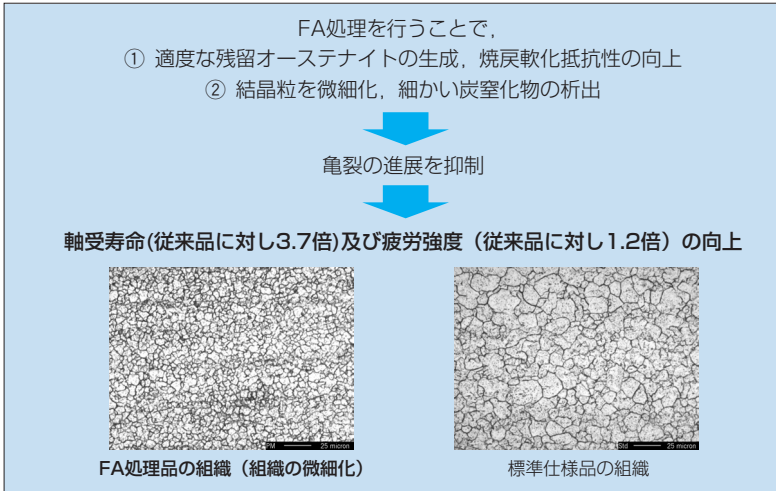 FA処理を行うことで，
① 適度な残留オーステナイトの生成，焼戻軟化抵抗性の向上
② 結晶粒を微細化，細かい炭窒化物の析出
亀裂の進展を抑制
軸受寿命(従来品に対し3.7倍)及び疲労強度（従来品に対し1.2倍）の向上
PM 25 micron
Std 25 micron
FA処理品の組織（組織の微細化）
標準仕様品の組織